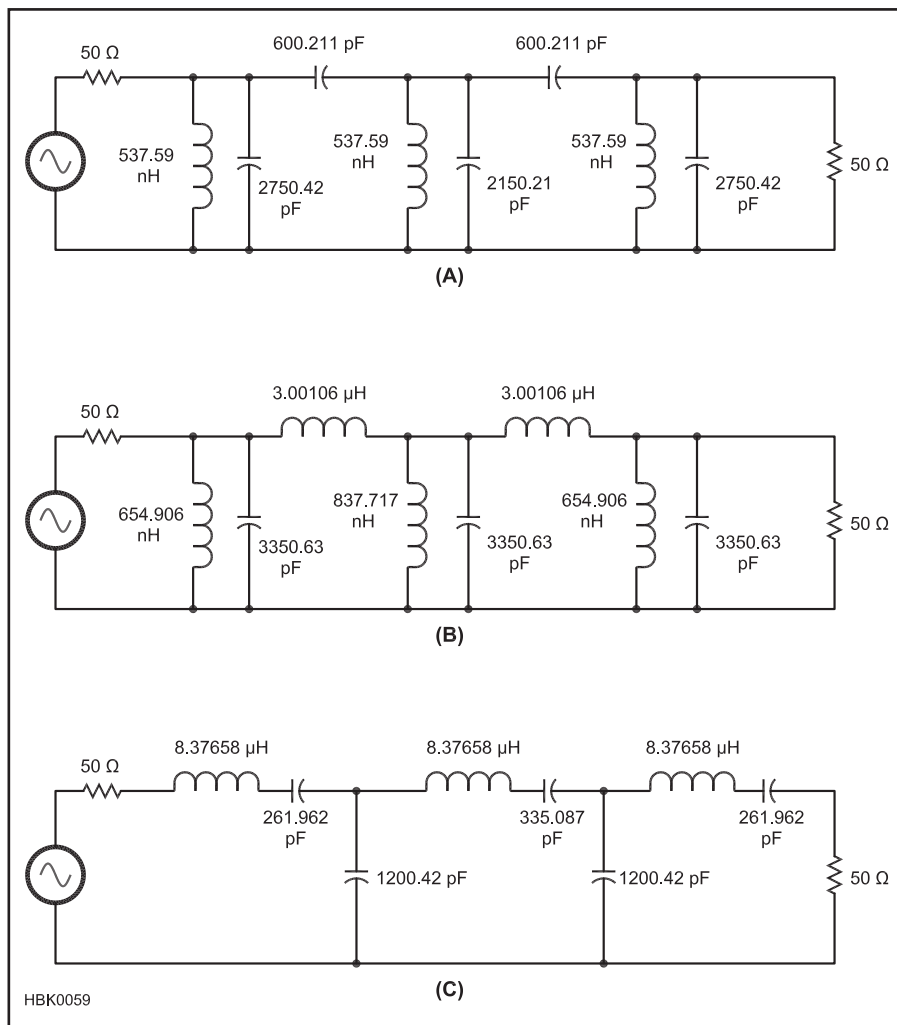 600.211 pF 600.211 pF
50 Ω
537.59 nH
2750.42 pF
537.59 nH
2150.21 pF
537.59 nH
2750.42 pF
50 Ω
(A)
3.00106 µH 3.00106 µH
50 Ω
654.906 nH
3350.63 pF
837.717 nH
3350.63 pF
654.906 nH
3350.63 pF
50 Ω
(B)
8.37658 µH 8.37658 µH 8.37658 µH
50 Ω
261.962 pF
335.087 pF
261.962 pF
1200.42 pF
1200.42 pF
50 Ω
(C)
HBK0059